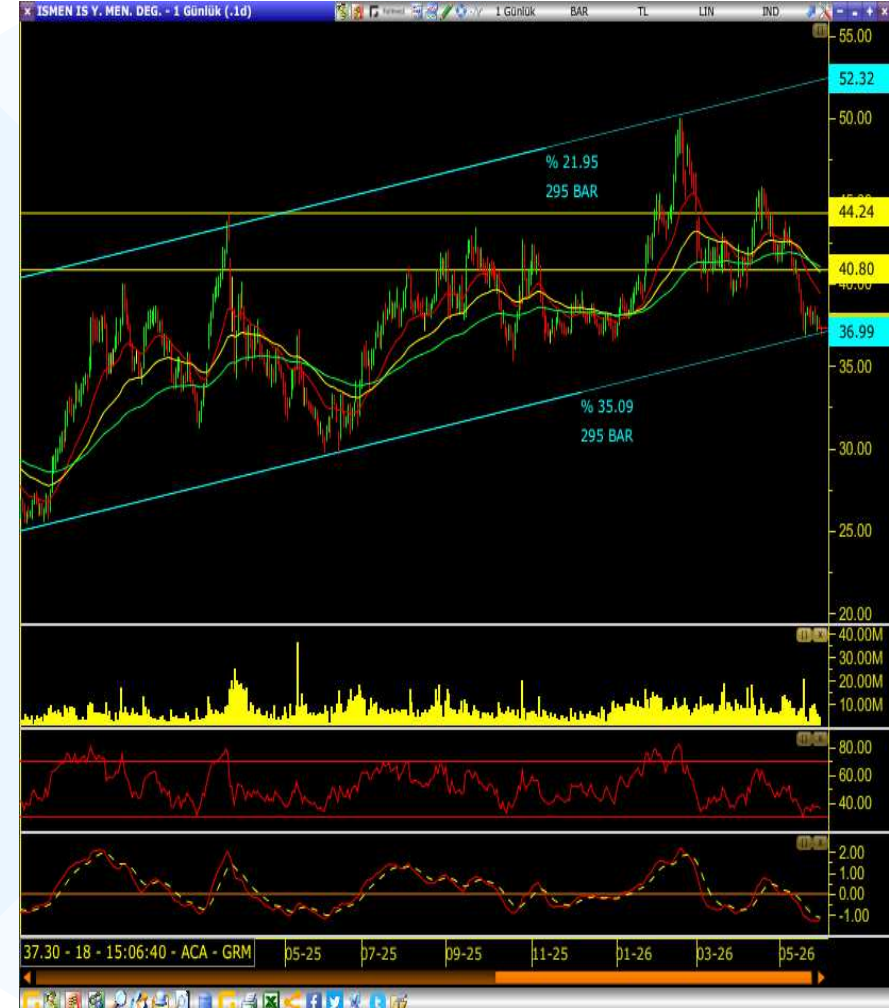 ISMEN IS Y. MEN. DEG. - 1 Günlük (.1d)
1 Günlük BAR TL LIN IND
55.00
52.32
50.00
% 21.95
295 BAR
44.24
40.80
40.00
36.99
35.00
% 35.09
295 BAR
30.00
25.00
20.00
40.00M
30.00M
20.00M
10.00M
80.00
60.00
40.00
2.00
1.00
0.00
-1.00
37.30 - 18 - 15:06:40 - ACA - GRM
05-25 07-25 09-25 11-25 01-26 03-26 05-26